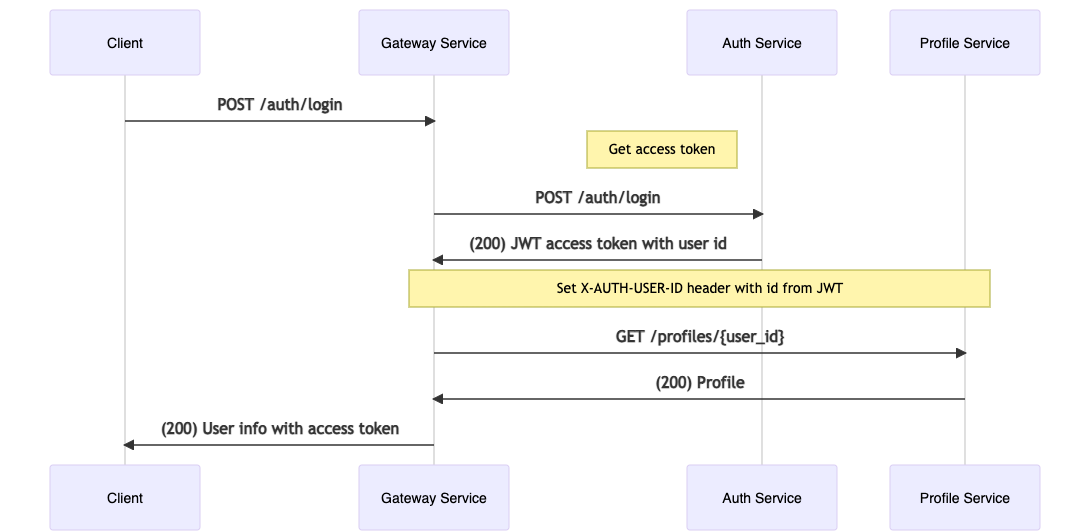 Client
Gateway Service
Auth Service
Profile Service
POST /auth/login
Get access token
POST /auth/login
(200) JWT access token with user id
Set X-AUTH-USER-ID header with id from JWT
GET /profiles/{user_id}
(200) Profile
(200) User info with access token
Client
Gateway Service
Auth Service
Profile Service